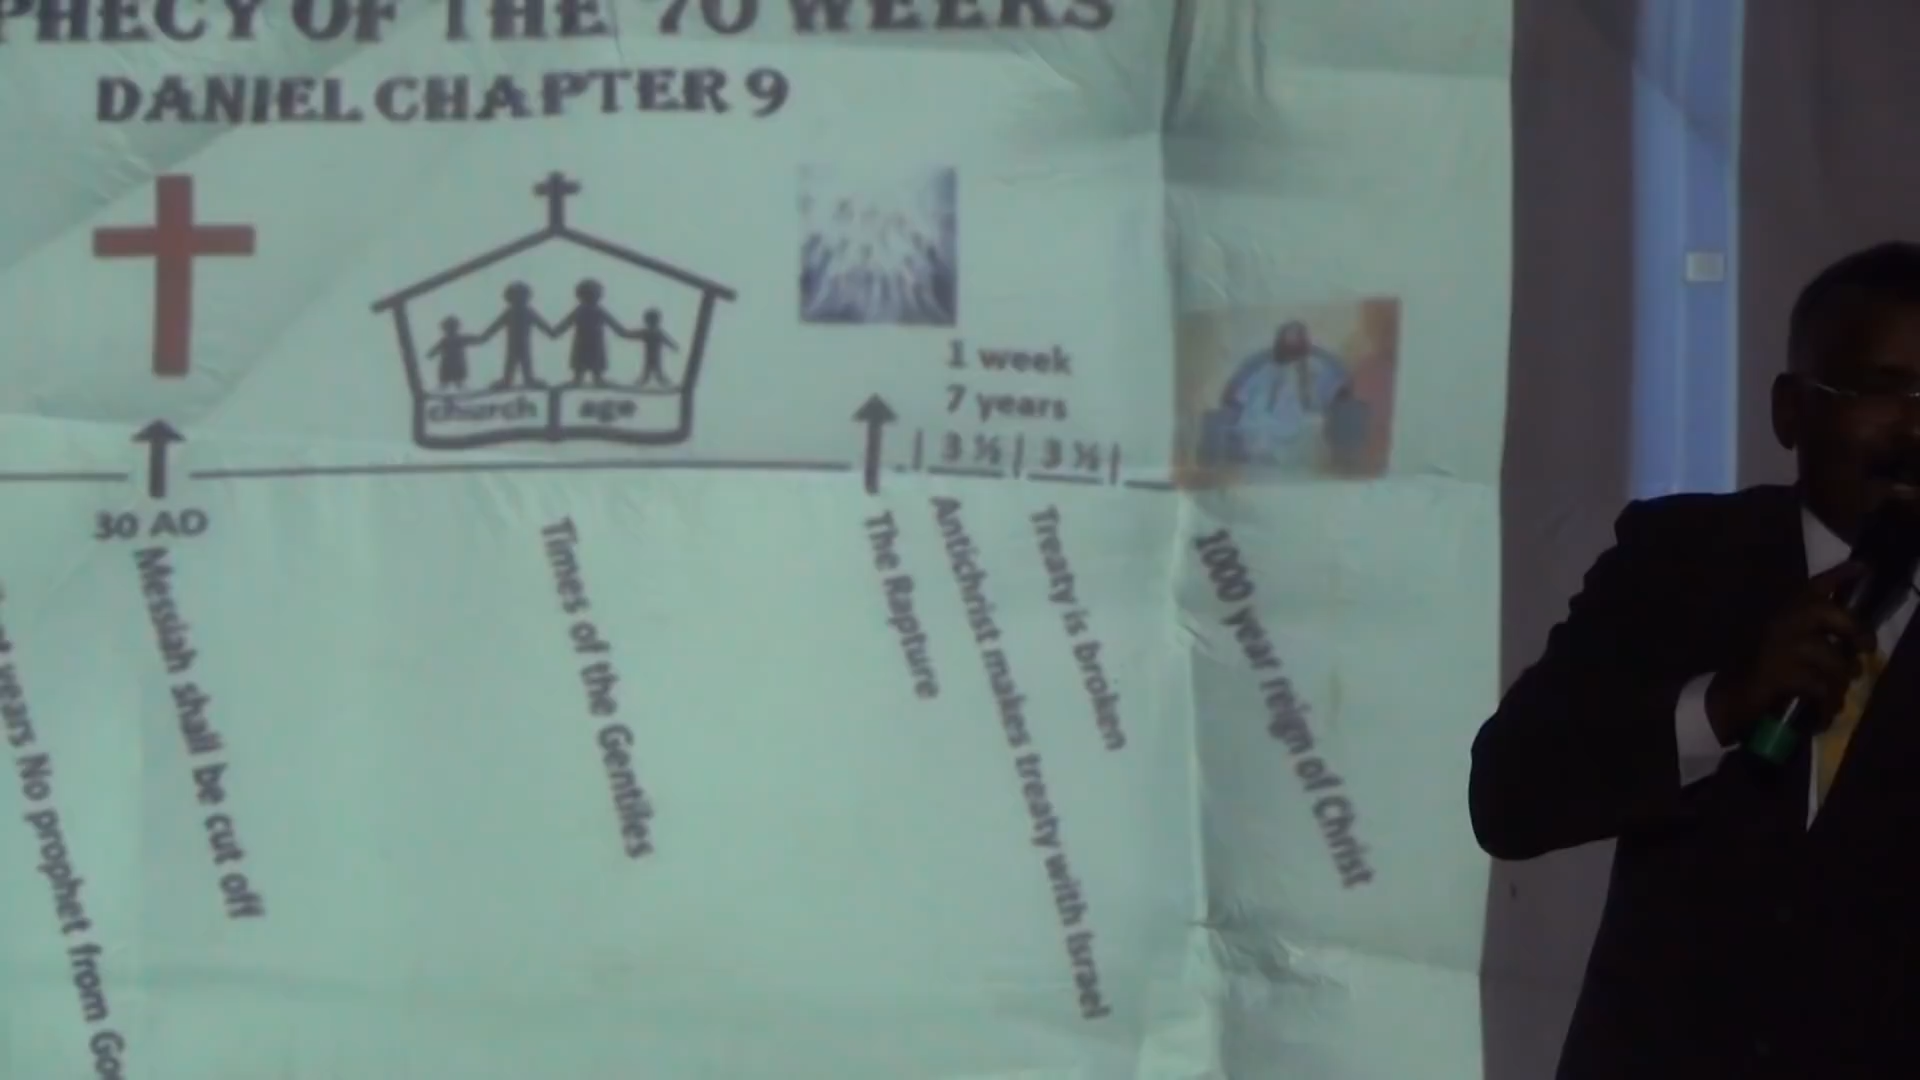 PHECY OF THE 70 WEEKS
DANIEL CHAPTER 9
church age
1 week
7 years
| 3 ½ | 3 ½ |
30 AD
years No prophet from Go
Messiah shall be cut off
Times of the Gentiles
The Rapture
Antichrist makes treaty with Israel
Treaty is broken
1000 year reign of Christ